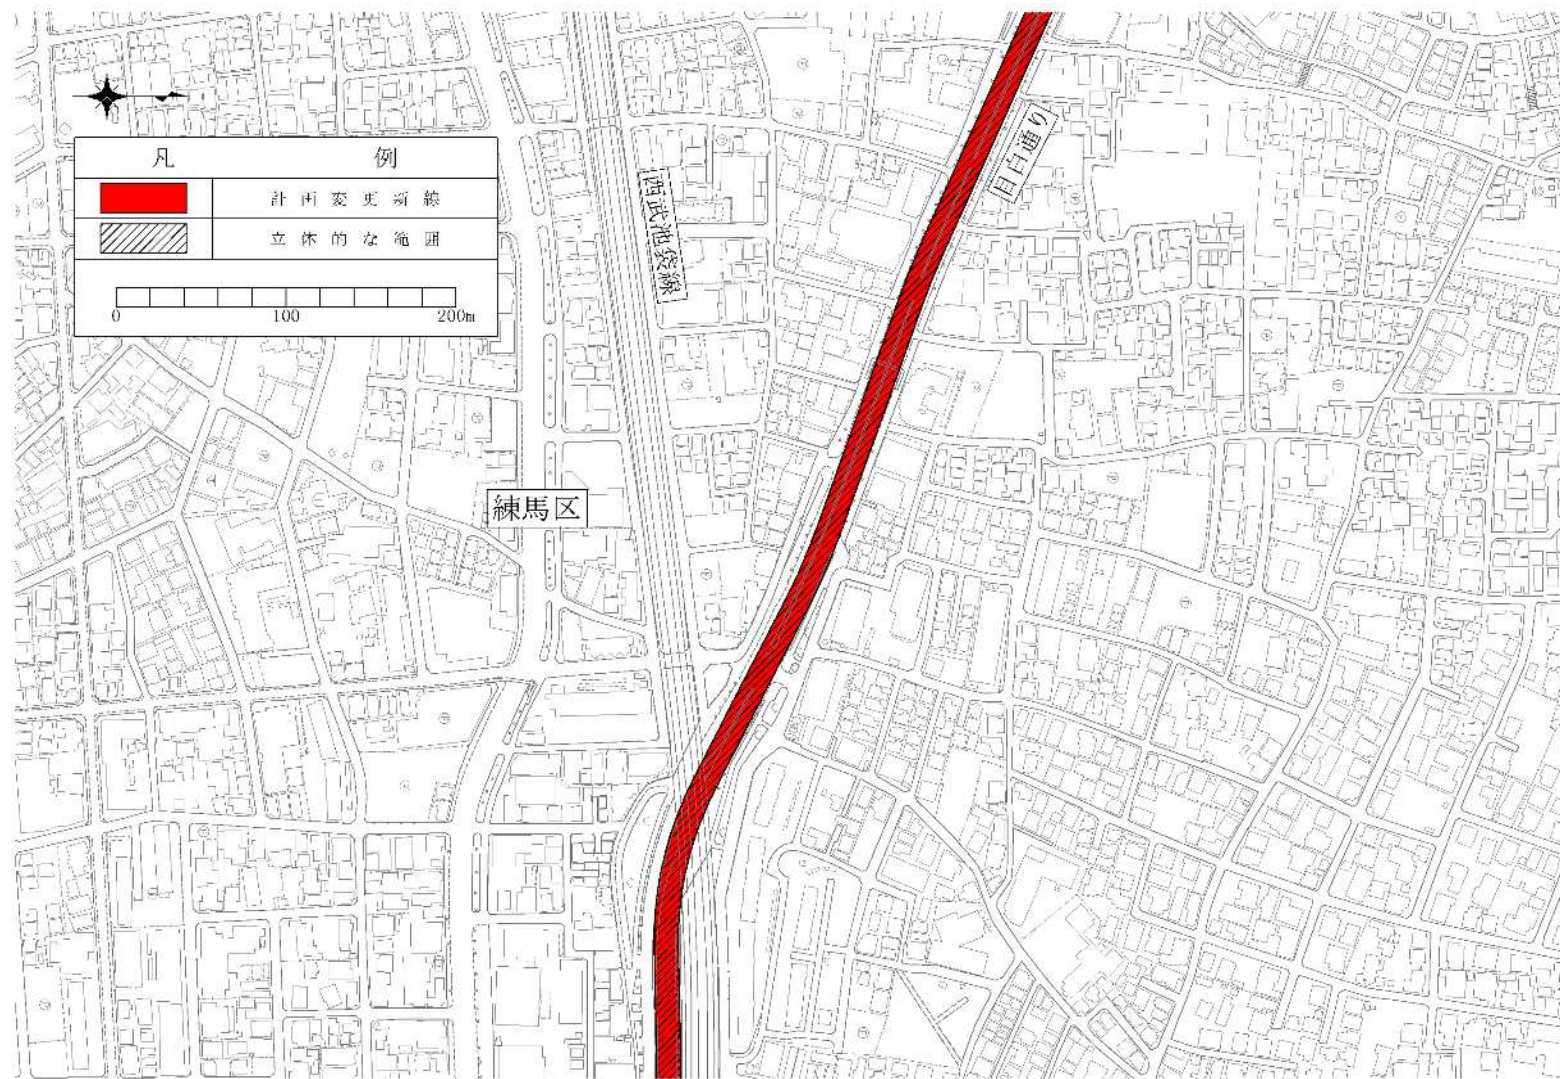 凡 例
計画変更新線
立体的な範囲
0 100 200m
西武池袋線
目白通り
練馬区